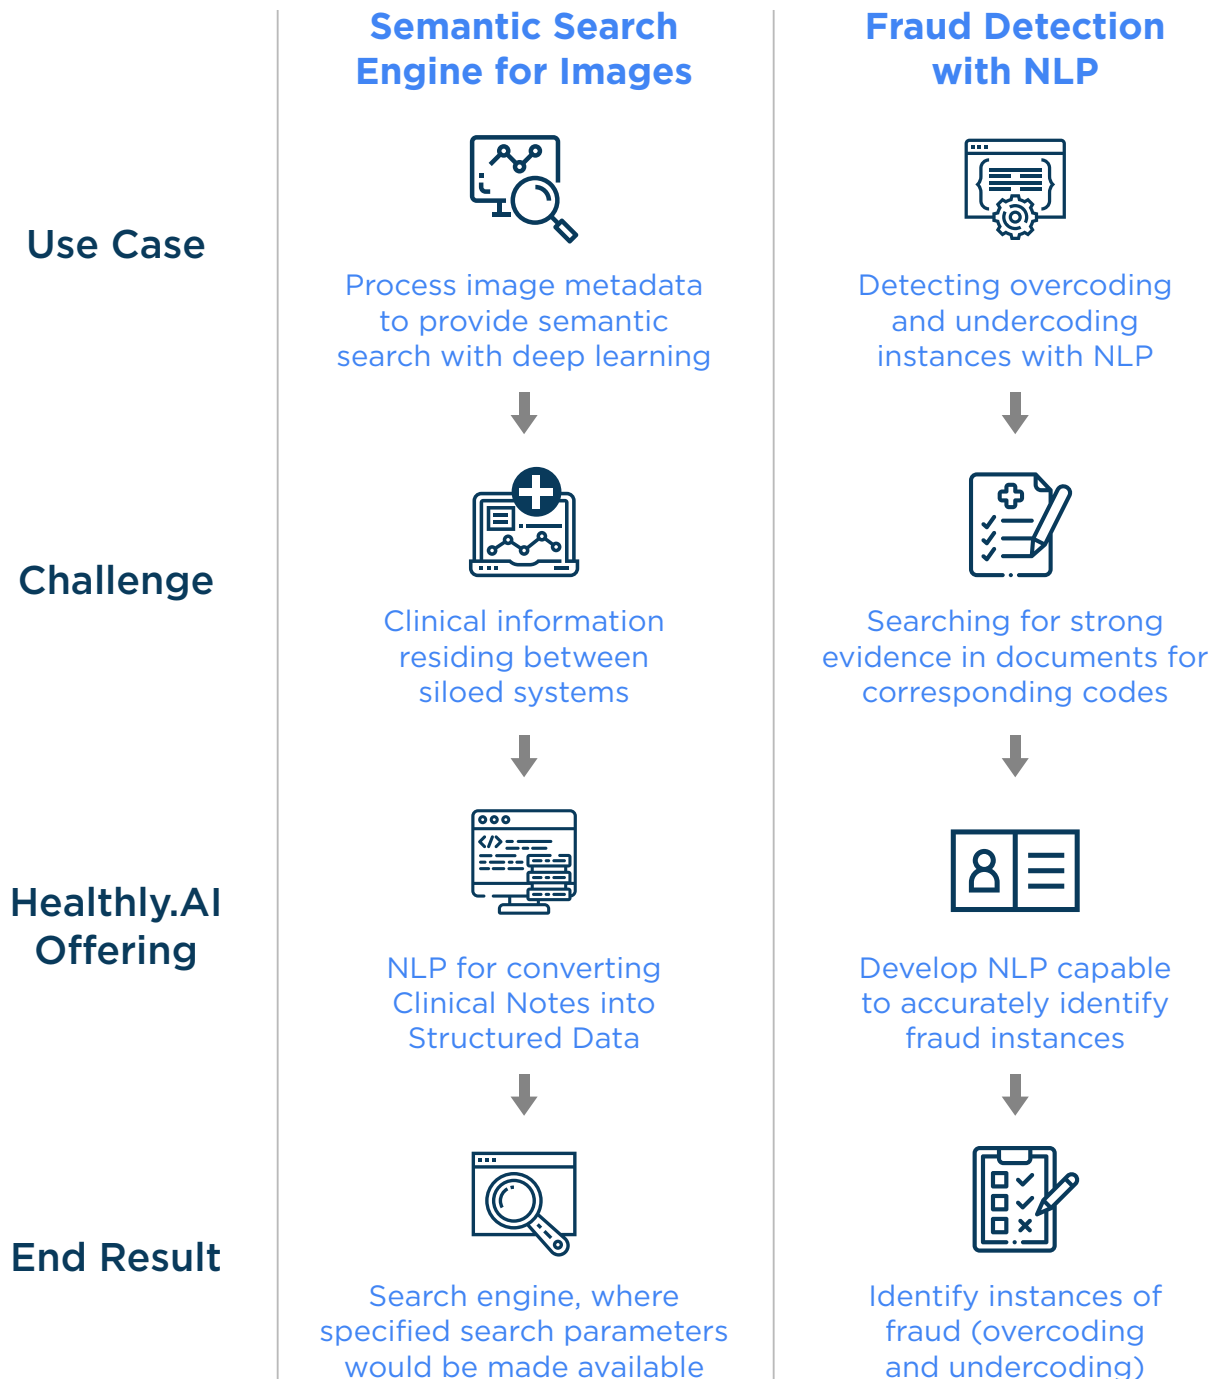 Semantic Search
Engine for Images
Fraud Detection
with NLP
Use Case
Process image metadata
to provide semantic
search with deep learning
Detecting overcoding
and undercoding
instances with NLP
Challenge
Clinical information
residing between
siloed systems
Searching for strong
evidence in documents for
corresponding codes
Healthly.AI
Offering
NLP for converting
Clinical Notes into
Structured Data
Develop NLP capable
to accurately identify
fraud instances
End Result
Search engine, where
specified search parameters
would be made available
Identify instances of
fraud (overcoding
and undercoding)